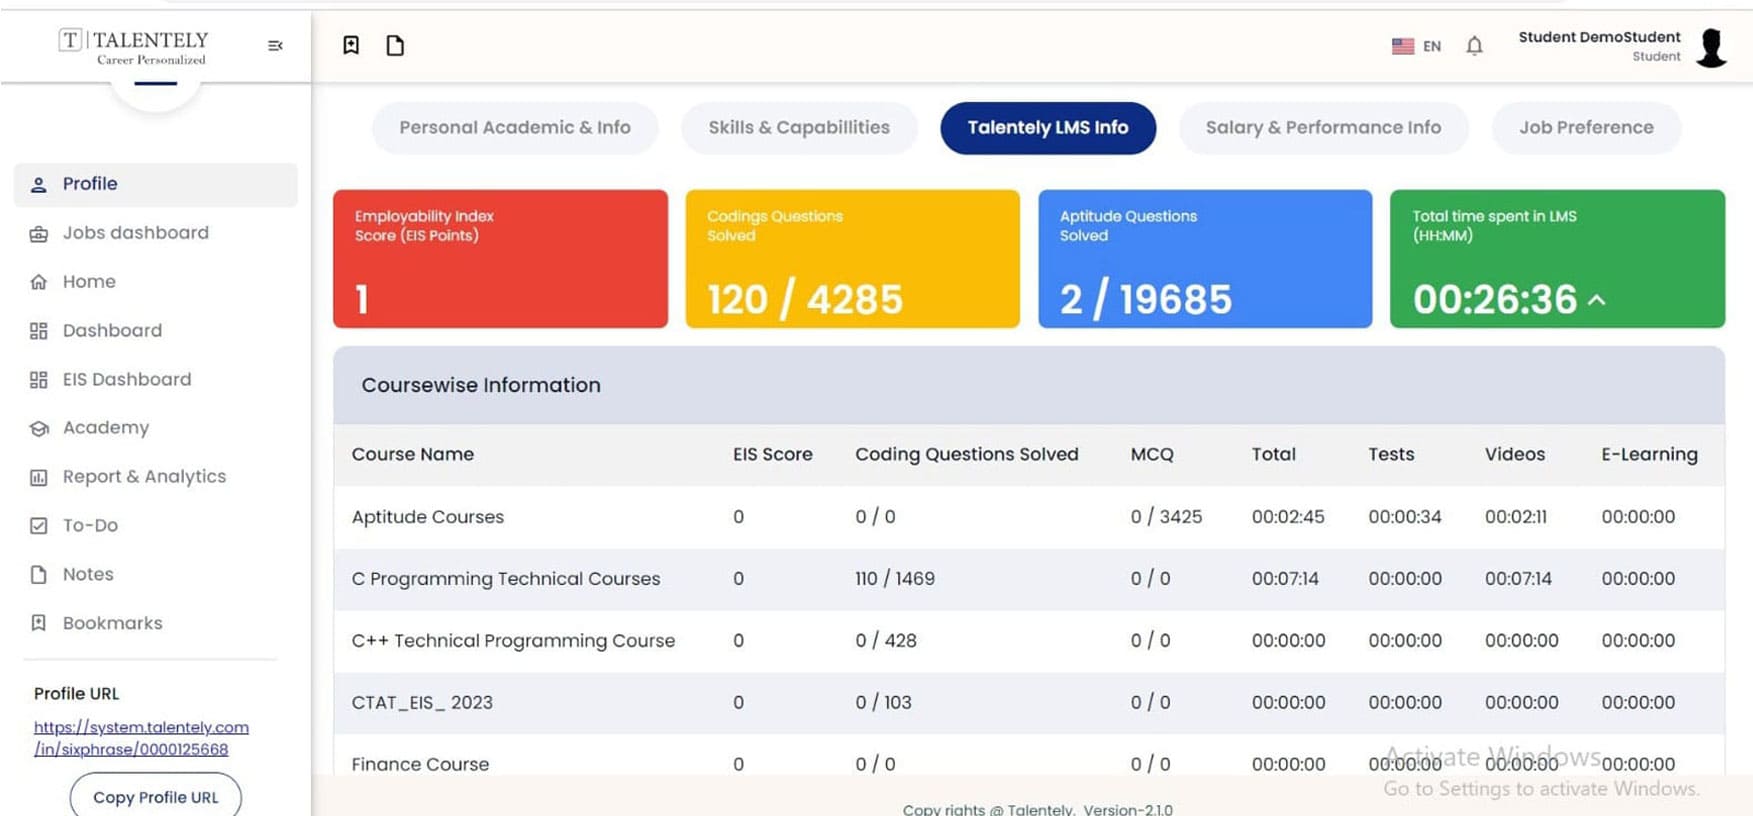 T | TALENTELY
Career Personalized
EN
Student DemoStudent
Student
Personal Academic & Info
Skills & Capabillities
Talentely LMS Info
Salary & Performance Info
Job Preference
Profile
Jobs dashboard
Home
Dashboard
EIS Dashboard
Academy
Report & Analytics
To-Do
Notes
Bookmarks
Profile URL
https://system.talentely.com
/in/sixphrase/0000125668
Copy Profile URL
Employability Index
Score (EIS Points)
1
Codings Questions
Solved
120 / 4285
Aptitude Questions
Solved
2 / 19685
Total time spent in LMS
(HH:MM)
00:26:36
Coursewise Information
Course Name EIS Score Coding Questions Solved MCQ Total Tests Videos E-Learning
Aptitude Courses 0 0 / 0 0 / 3425 00:02:45 00:00:34 00:02:11 00:00:00
C Programming Technical Courses 0 110 / 1469 0 / 0 00:07:14 00:00:00 00:07:14 00:00:00
C++ Technical Programming Course 0 0 / 428 0 / 0 00:00:00 00:00:00 00:00:00 00:00:00
CTAT_EIS_ 2023 0 0 / 103 0 / 0 00:00:00 00:00:00 00:00:00 00:00:00
Finance Course 0 0 / 0 0 / 0 00:00:00 00:00:00 00:00:00 00:00:00
Activate Windows
Go to Settings to activate Windows.
Copy rights @ Talentely, Version-2.1.0